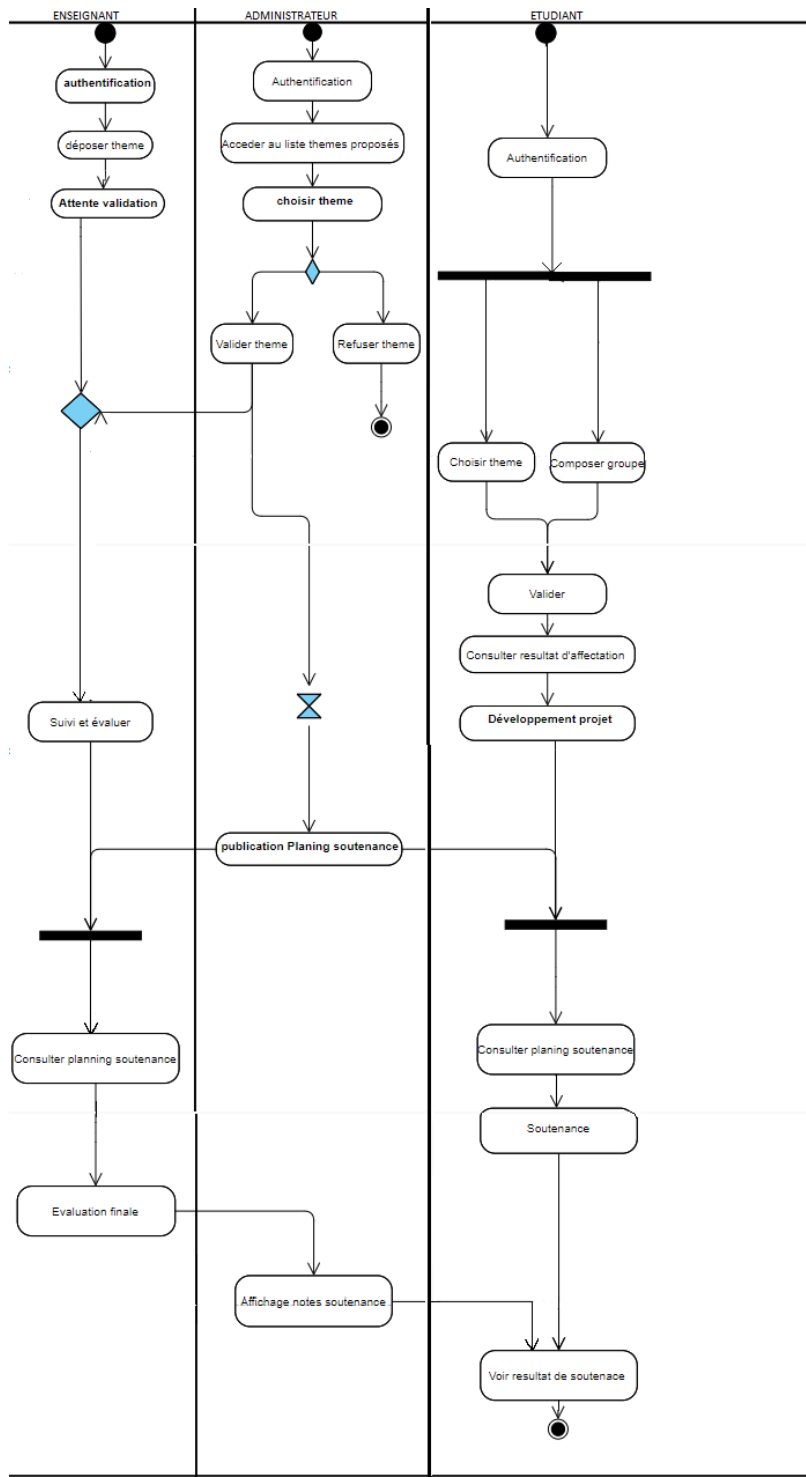 ENSEIGNANT
ADMINISTRATEUR
ETUDIANT
authentification
Authentification
déposer theme
Acceder au liste themes proposés
Authentification
Attente validation
choisir theme
Valider theme
Refuser theme
Choisir theme
Composer groupe
Valider
Consulter resultat d'affectation
Suivi et évaluer
Développement projet
publication Planing soutenance
Consulter planning soutenance
Consulter planing soutenance
Soutenance
Evaluation finale
Affichage notes soutenance
Voir resultat de soutenace